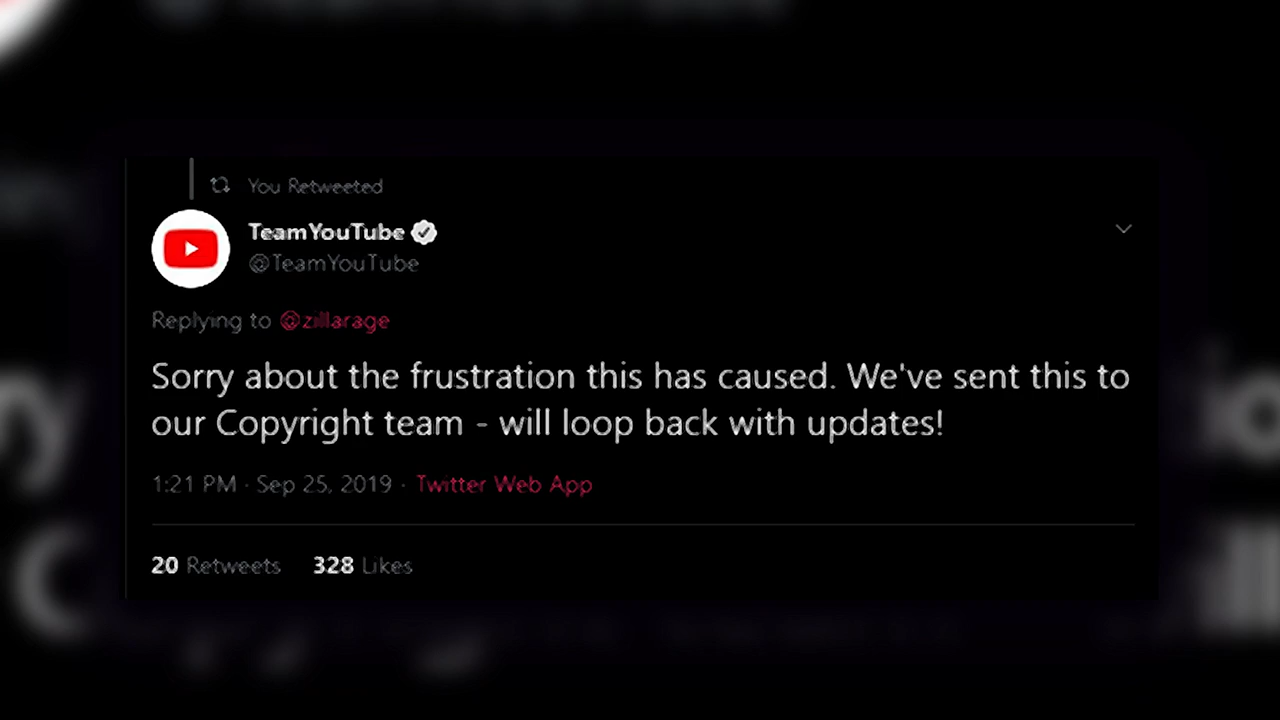 You Retweeted
TeamYouTube
@TeamYouTube
Replying to @zillarage
Sorry about the frustration this has caused. We've sent this to
our Copyright team - will loop back with updates!
1:21 PM · Sep 25, 2019 · Twitter Web App
20 Retweets 328 Likes